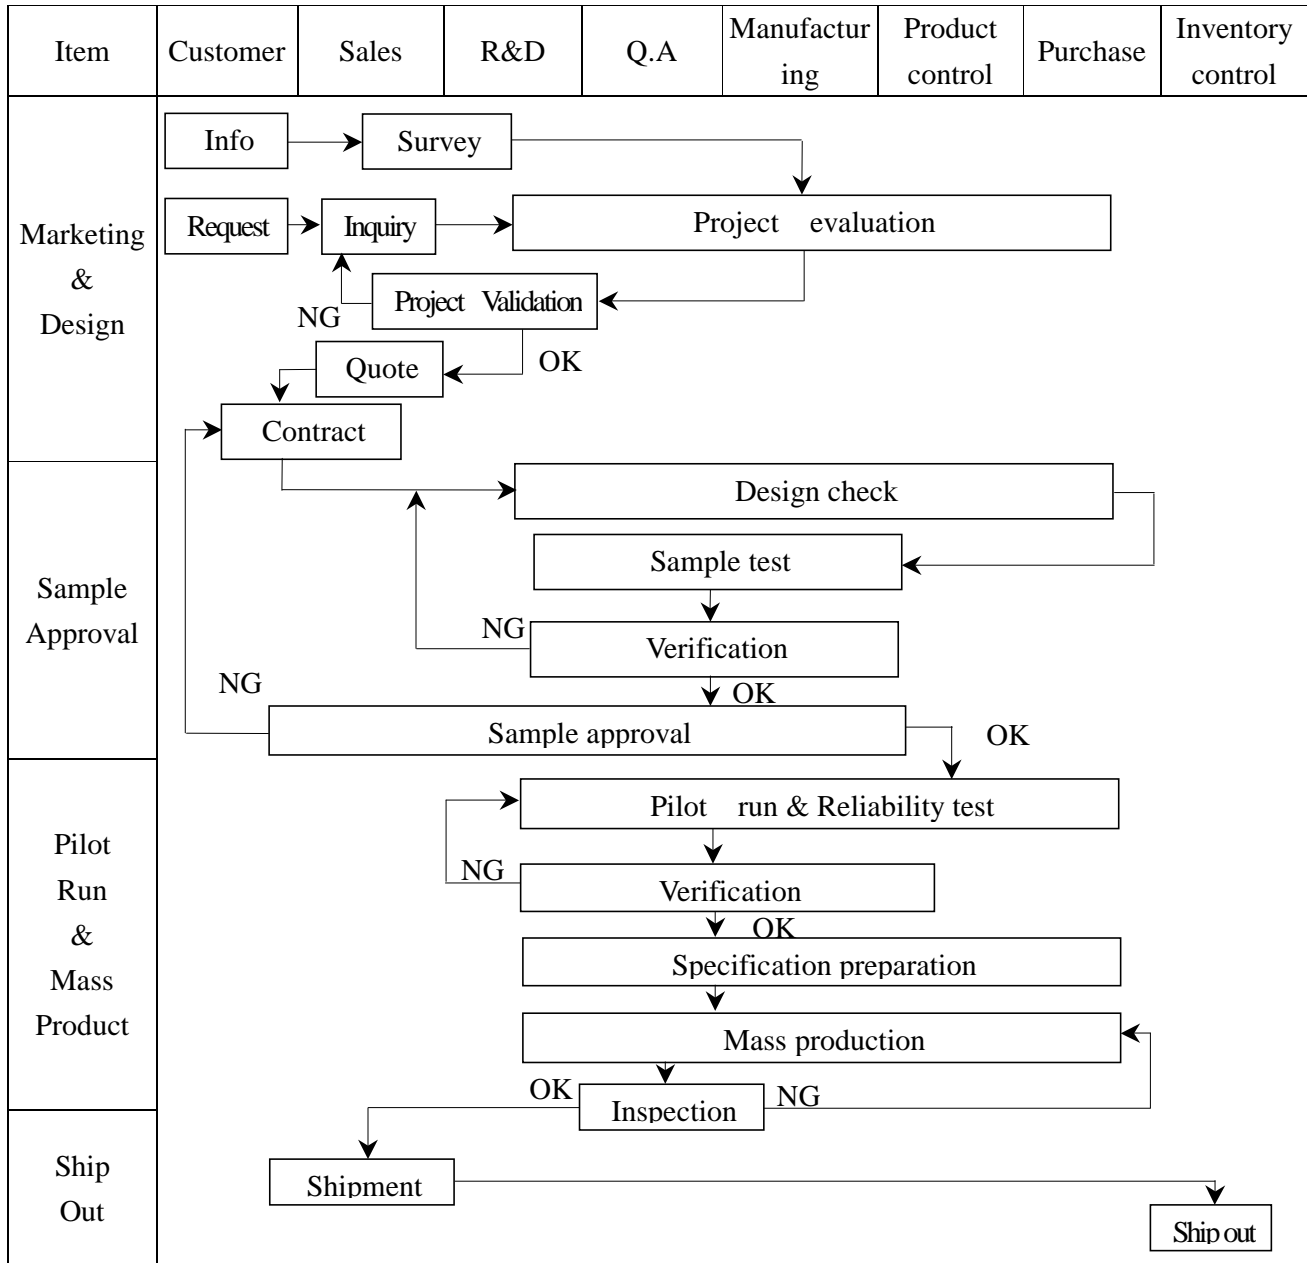 Item Customer Sales R&D Q.A Manufactur Product Purchase Inventory
ing control control
Info Survey
Request Inquiry Project evaluation
Marketing
&
Design
Project Validation
NG
OK
Quote
Contract
Design check
Sample test
Sample
Approval
NG
Verification
NG
OK
Sample approval
OK
Pilot run & Reliability test
Pilot
Run
&
Mass
Product
NG
Verification
OK
Specification preparation
Mass production
OK
NG
Inspection
Ship
Out
Shipment
Ship out